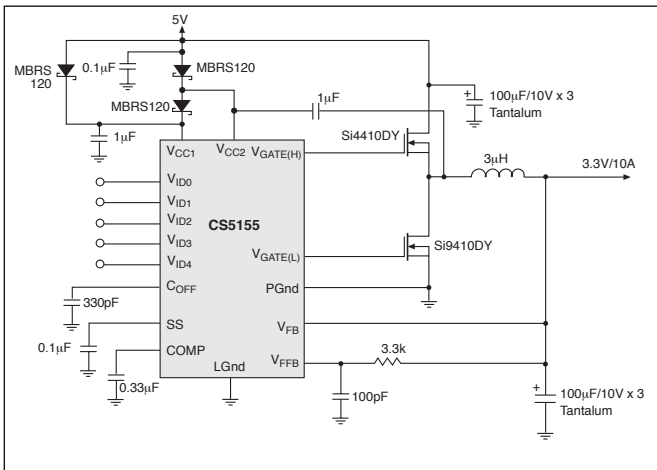 5V
MBRS
120
0.1μF
MBRS120
MBRS120
1μF
1μF
100μF/10V x 3
Tantalum
+
Si4410DY
3μH
3.3V/10A
VCC1
VCC2
VGATE(H)
VID0
VID1
VID2
VID3
VID4
CS5155
VGATE(L)
Si9410DY
COFF
330pF
PGnd
SS
VFB
0.1μF
COMP
VFFB
3.3k
0.33μF
LGnd
100pF
+
100μF/10V x 3
Tantalum